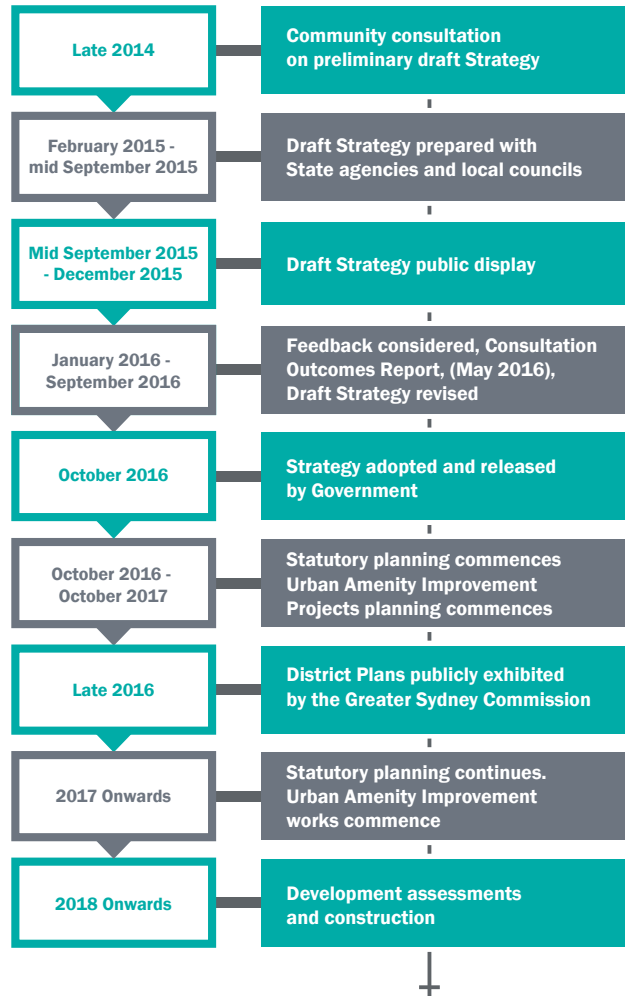 Late 2014
Community consultation
on preliminary draft Strategy
February 2015 -
mid September 2015
Draft Strategy prepared with
State agencies and local councils
Mid September 2015
- December 2015
Draft Strategy public display
January 2016 -
September 2016
Feedback considered, Consultation
Outcomes Report, (May 2016),
Draft Strategy revised
October 2016
Strategy adopted and released
by Government
October 2016 -
October 2017
Statutory planning commences
Urban Amenity Improvement
Projects planning commences
Late 2016
District Plans publicly exhibited
by the Greater Sydney Commission
2017 Onwards
Statutory planning continues.
Urban Amenity Improvement
works commence
2018 Onwards
Development assessments
and construction